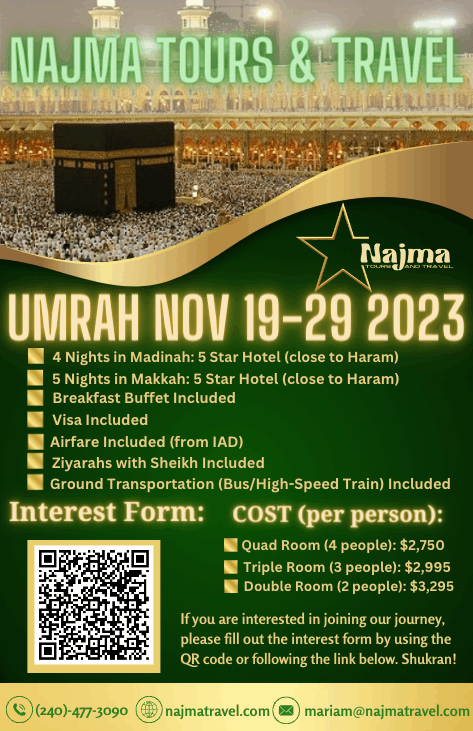 NAJMA TOURS & TRAVEL
Najma
TOURS AND TRAVEL
UMRAH NOV 19-29 2023
4 Nights in Madinah: 5 Star Hotel (close to Haram)
5 Nights in Makkah: 5 Star Hotel (close to Haram)
Breakfast Buffet Included
Visa Included
Airfare Included (from IAD)
Ziyarahs with Sheikh Included
Ground Transportation (Bus/High-Speed Train) Included
Interest Form:
COST (per person):
Quad Room (4 people): $2,750
Triple Room (3 people): $2,995
Double Room (2 people): $3,295
If you are interested in joining our journey,
please fill out the interest form by using the
QR code or following the link below. Shukran!
(240)-477-3090
najmatravel.com
mariam@najmatravel.com